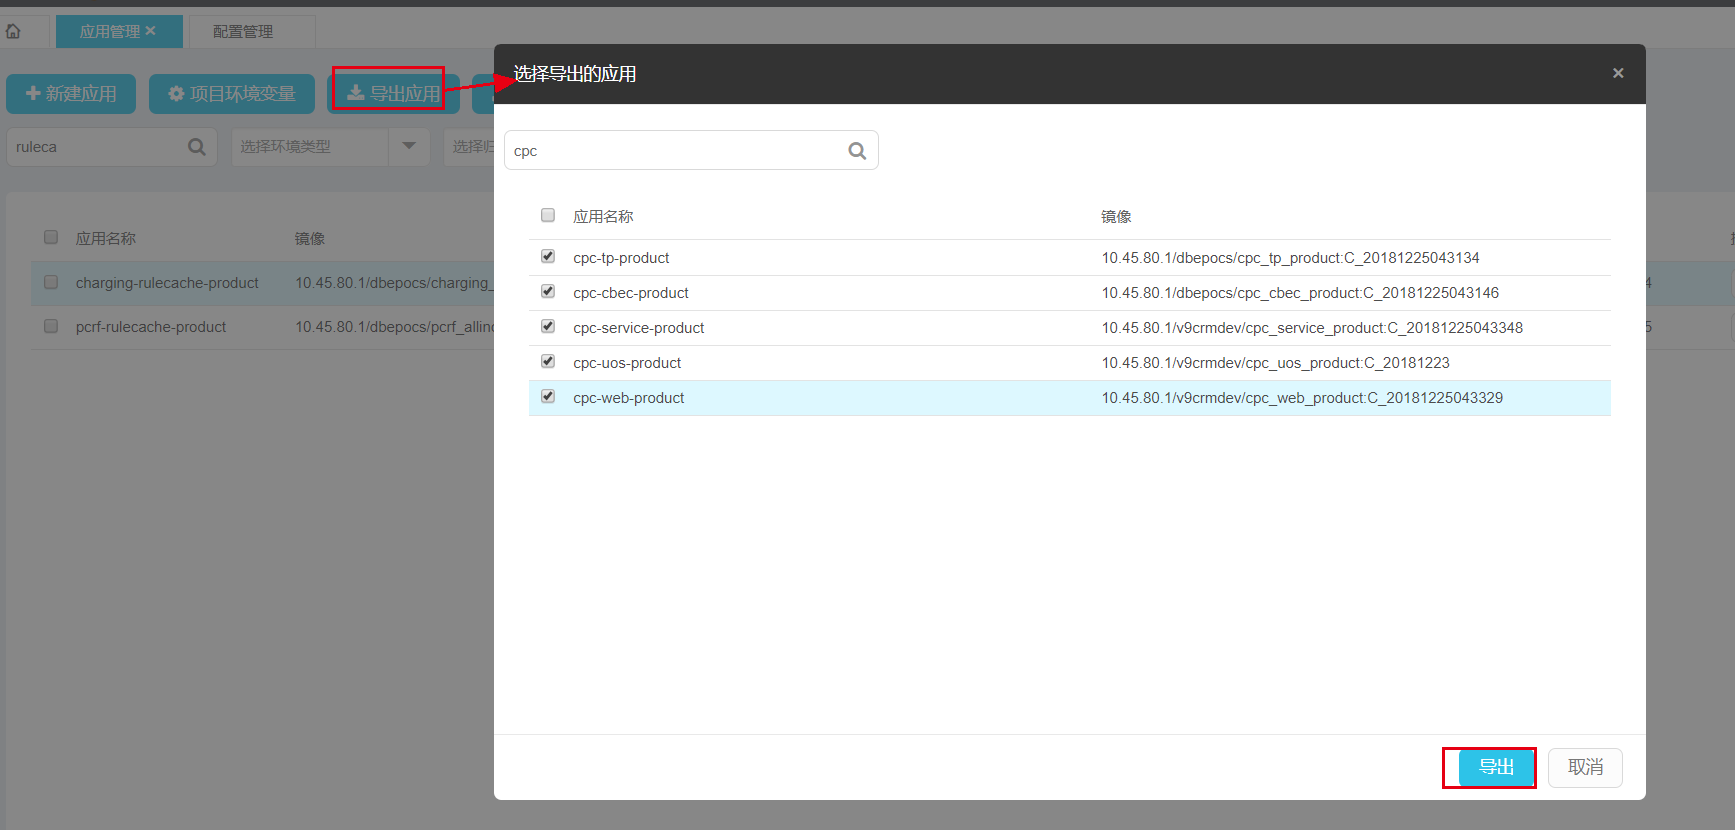 应用管理 ×
配置管理
新建应用
项目环境变量
导出应用
ruleca
选择环境类型
选择归
应用名称
镜像
charging-rulecache-product
10.45.80.1/dbepocs/charging_
pcrf-rulecache-product
10.45.80.1/dbepocs/pcrf_allinc
选择导出的应用
×
cpc
应用名称
镜像
cpc-tp-product
10.45.80.1/dbepocs/cpc_tp_product:C_20181225043134
cpc-cbec-product
10.45.80.1/dbepocs/cpc_cbec_product:C_20181225043146
cpc-service-product
10.45.80.1/v9crmdev/cpc_service_product:C_20181225043348
cpc-uos-product
10.45.80.1/v9crmdev/cpc_uos_product:C_20181223
cpc-web-product
10.45.80.1/v9crmdev/cpc_web_product:C_20181225043329
导出
取消